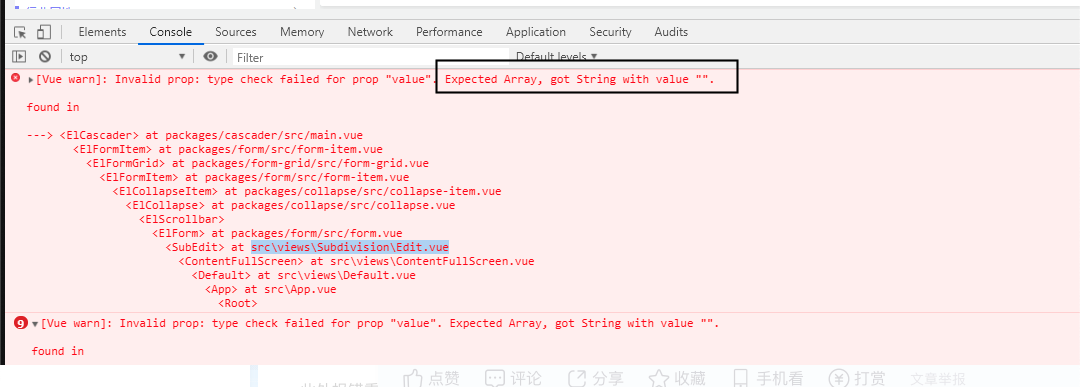 Elements Console Sources Memory Network Performance Application Security Audits
top Filter Default levels
[Vue warn]: Invalid prop: type check failed for prop "value". Expected Array, got String with value "".
found in
---> <ElCascader> at packages/cascader/src/main.vue
<ElFormItem> at packages/form/src/form-item.vue
<ElFormGrid> at packages/form-grid/src/form-grid.vue
<ElFormItem> at packages/form/src/form-item.vue
<ElCollapseItem> at packages/collapse/src/collapse-item.vue
<ElCollapse> at packages/collapse/src/collapse.vue
<ElScrollbar>
<ElForm> at packages/form/src/form.vue
<SubEdit> at src\views\Subdivision\Edit.vue
<ContentFullScreen> at src\views\ContentFullScreen.vue
<Default> at src\views\Default.vue
<App> at src\App.vue
<Root>
9 [Vue warn]: Invalid prop: type check failed for prop "value". Expected Array, got String with value "".
found in
点赞 评论 分享 收藏 手机看 打赏 文章举报